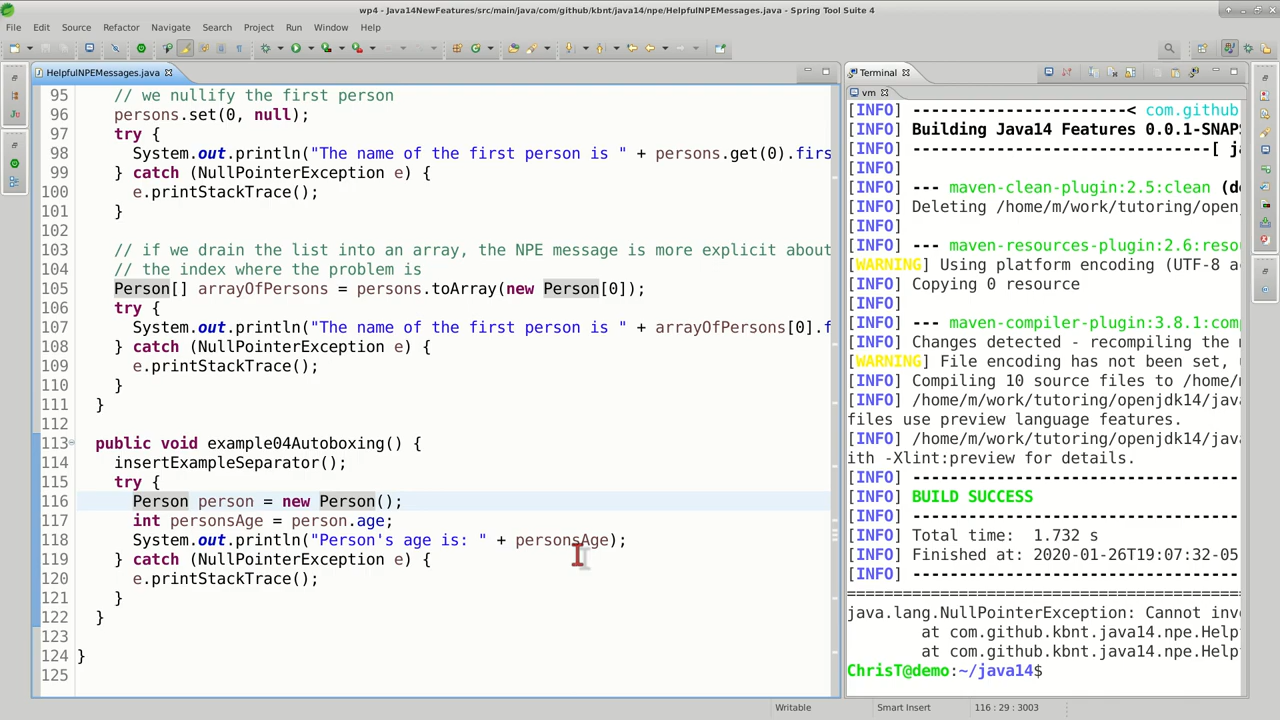 wp4 - Java14NewFeatures/src/main/java/com/github/kbnt/java14/npe/HelpfulNPEMessages.java - Spring Tool Suite 4
File Edit Source Refactor Navigate Search Project Run Window Help
HelpfulNPEMessages.java
95 // we nullify the first person
96 persons.set(0, null);
97 try {
98 System.out.println("The name of the first person is " + persons.get(0).firs
99 } catch (NullPointerException e) {
100 e.printStackTrace();
101 }
102
103 // if we drain the list into an array, the NPE message is more explicit about
104 // the index where the problem is
105 Person[] arrayOfPersons = persons.toArray(new Person[0]);
106 try {
107 System.out.println("The name of the first person is " + arrayOfPersons[0].f
108 } catch (NullPointerException e) {
109 e.printStackTrace();
110 }
111 }
112
113 public void example04Autoboxing() {
114 insertExampleSeparator();
115 try {
116 Person person = new Person();
117 int personsAge = person.age;
118 System.out.println("Person's age is: " + personsAge);
119 } catch (NullPointerException e) {
120 e.printStackTrace();
121 }
122 }
123
124 }
125
Terminal
vm
[INFO] -----------------------< com.github
[INFO] Building Java14 Features 0.0.1-SNAPS
[INFO] --------------------------------[ ja
[INFO]
[INFO] --- maven-clean-plugin:2.5:clean (de
[INFO] Deleting /home/m/work/tutoring/open
[INFO]
[INFO] --- maven-resources-plugin:2.6:reso
[WARNING] Using platform encoding (UTF-8 a
[INFO] Copying 0 resource
[INFO]
[INFO] --- maven-compiler-plugin:3.8.1:comp
[INFO] Changes detected - recompiling the m
[WARNING] File encoding has not been set, u
[INFO] Compiling 10 source files to /home/m
[INFO] /home/m/work/tutoring/openjdk14/jav
files use preview language features.
[INFO] /home/m/work/tutoring/openjdk14/jav
ith -Xlint:preview for details.
[INFO] ------------------------------------
[INFO] BUILD SUCCESS
[INFO] ------------------------------------
[INFO] Total time: 1.732 s
[INFO] Finished at: 2020-01-26T19:07:32-05
[INFO] ------------------------------------
===========================================
java.lang.NullPointerException: Cannot inv
at com.github.kbnt.java14.npe.Help
at com.github.kbnt.java14.npe.Help
ChrisT@demo:~/java14$
Writable Smart Insert 116 : 29 : 3003